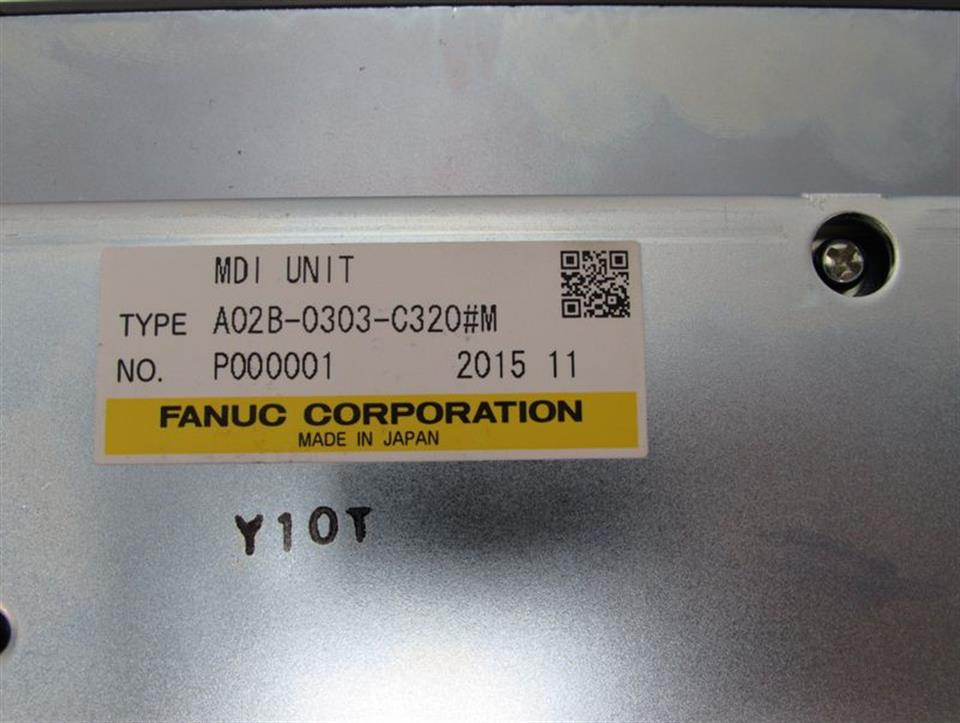 MDI UNIT
TYPE A02B-0303-C320#M
NO. P000001 2015 11
FANUC CORPORATION
MADE IN JAPAN
Y10T